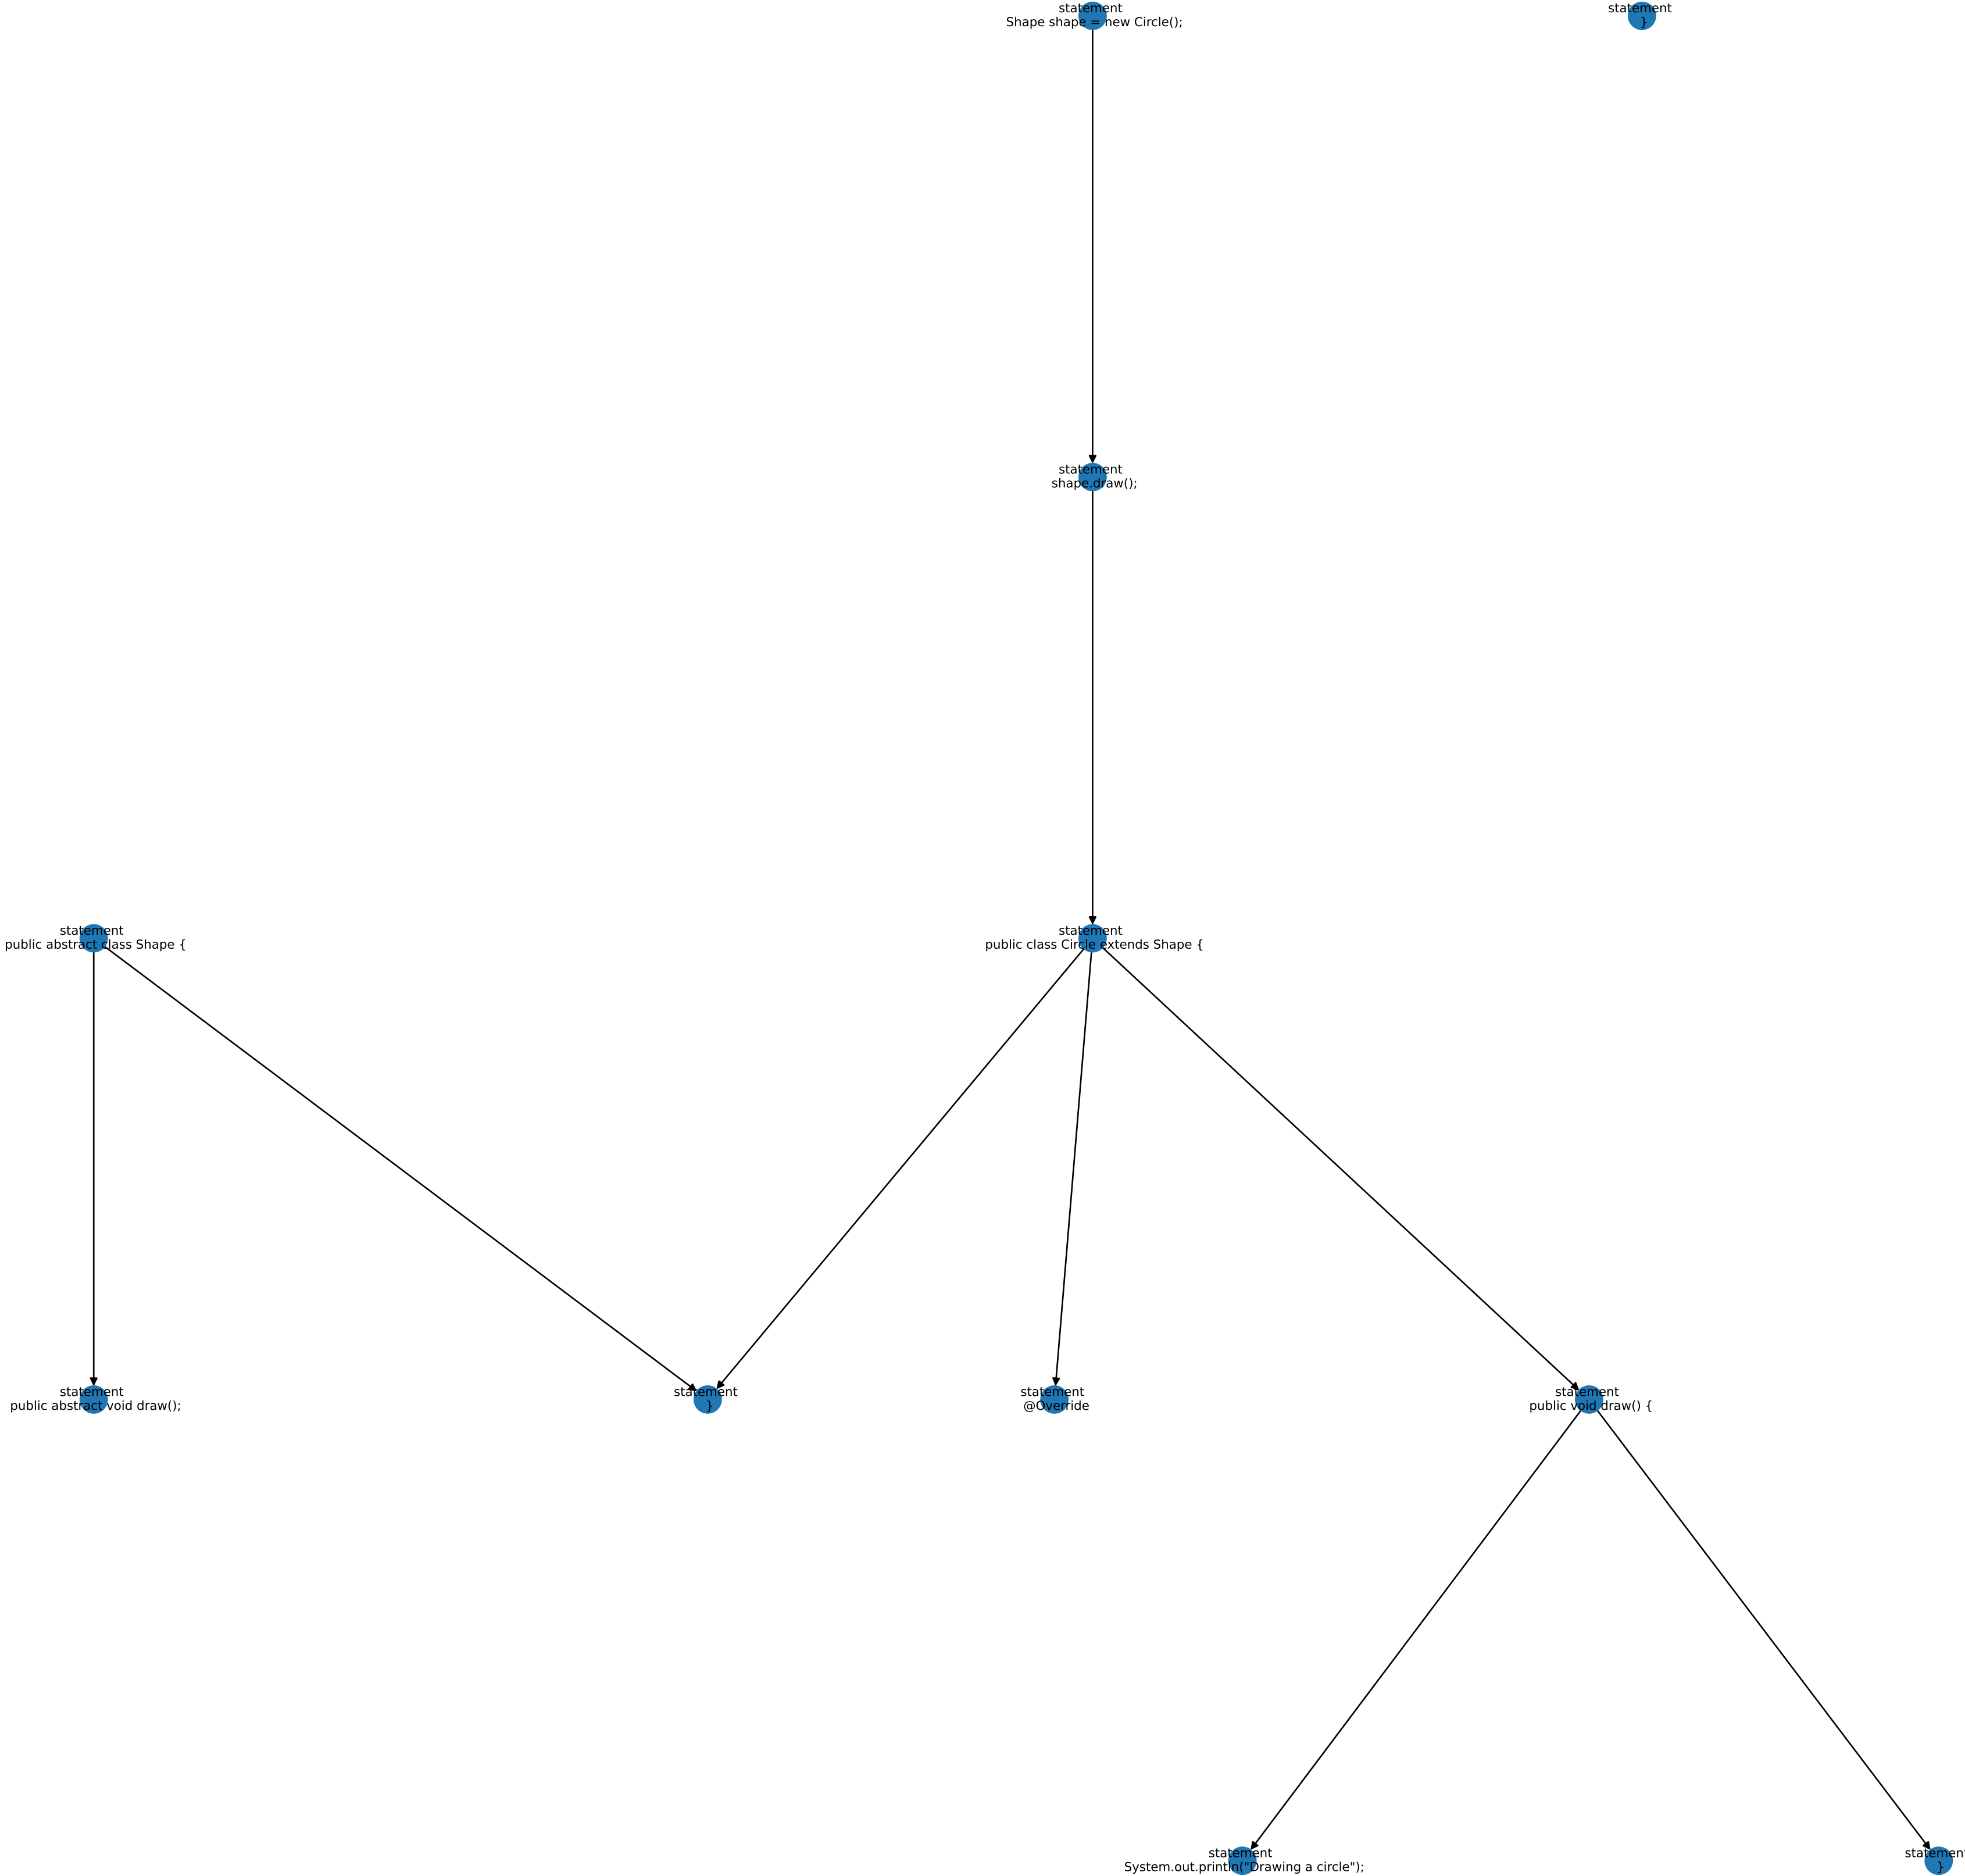 statement
Shape shape = new Circle();
statement
}
statement
shape.draw();
statement
public abstract class Shape {
statement
public class Circle extends Shape {
statement
public abstract void draw();
statement
}
statement
@Override
statement
public void draw() {
statement
System.out.println("Drawing a circle");
statement
}